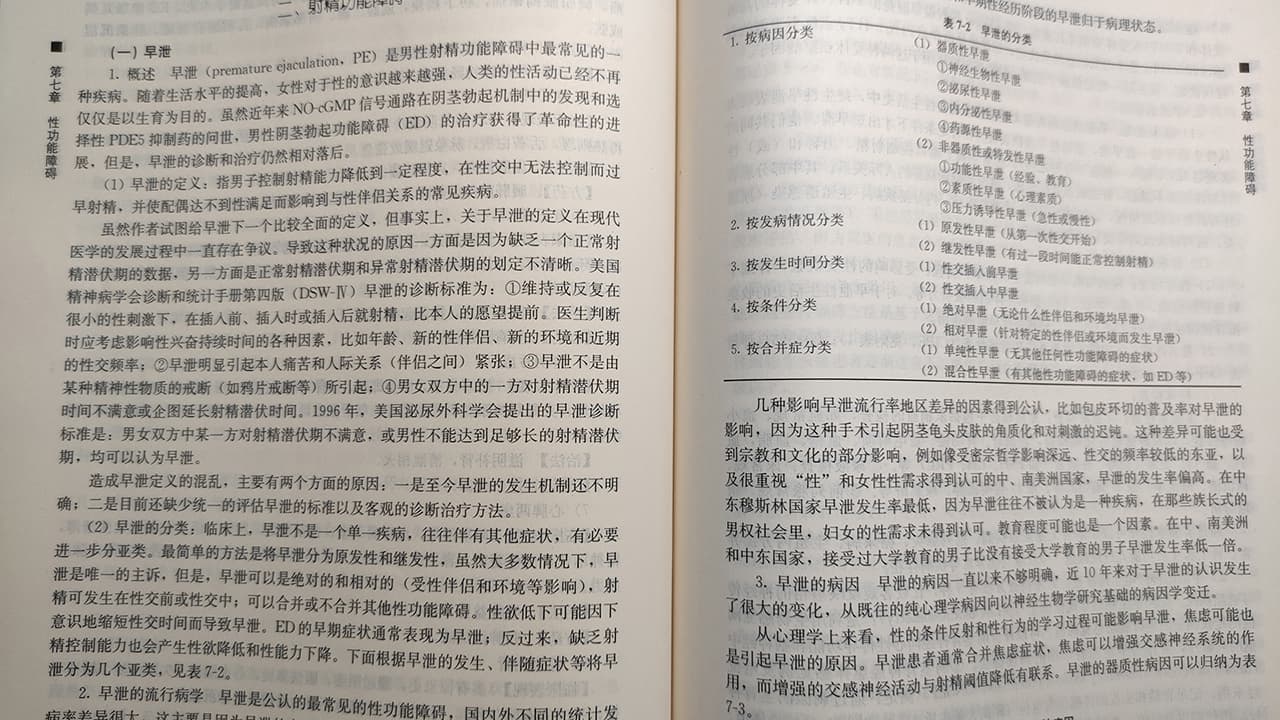 二、射精功能障碍
(一) 早泄
1. 概述 早泄 (premature ejaculation, PE) 是男性射精功能障碍中最常见的一
种疾病。随着生活水平的提高，女性对于性的意识越来越强，人类的性活动已经不再
仅仅是以生育为目的。虽然近年来 NO-cGMP 信号通路在阴茎勃起机制中的发现和选
择性 PDE5 抑制药的问世，男性阴茎勃起功能障碍 (ED) 的治疗获得了革命性的进
展，但是，早泄的诊断和治疗仍然相对落后。
(1) 早泄的定义：指男子控制射精能力降低到一定程度，在性交中无法控制而过
早射精，并使配偶达不到性满足而影响到与性伴侣关系的常见疾病。
虽然作者试图给早泄下一个比较全面的定义，但事实上，关于早泄的定义在现代
医学的发展过程中一直存在争议。导致这种状况的原因一方面是因为缺乏一个正常射
精潜伏期的数据，另一方面是正常射精潜伏期和异常射精潜伏期的划定不清晰。美国
精神病学会诊断和统计手册第四版 (DSW-Ⅳ) 早泄的诊断标准为：①维持或反复在
很小的性刺激下，在插入前、插入时或插入后就射精，比本人的愿望提前。医生判断
时应考虑影响性兴奋持续时间的各种因素，比如年龄、新的性伴侣、新的环境和近期
的性交频率；②早泄明显引起本人痛苦和人际关系（伴侣之间）紧张；③早泄不是由
某种精神性物质的戒断（如鸦片戒断等）所引起；④男女双方中的一方对射精潜伏期
时间不满意或企图延长射精潜伏时间。1996 年，美国泌尿外科学会提出的早泄诊断
标准是：男女双方中某一方对射精潜伏期不满意，或男性不能达到足够长的射精潜伏
期，均可以认为早泄。
造成早泄定义的混乱，主要有两个方面的原因：一是至今早泄的发生机制还不明
确；二是目前还缺少统一的评估早泄的标准以及客观的诊断治疗方法。
(2) 早泄的分类：临床上，早泄不是一个单一疾病，往往伴有其他症状，有必要
进一步分亚类。最简单的方法是将早泄分为原发性和继发性，虽然大多数情况下，早
泄是唯一的主诉，但是，早泄可以是绝对的和相对的（受性伴侣和环境等影响），射
精可发生在性交前或性交中；可以合并或不合并其他性功能障碍。性欲低下可能因下
意识地缩短性交时间而导致早泄。ED 的早期症状通常表现为早泄；反过来，缺乏射
精控制能力也会产生性欲降低和性能力下降。下面根据早泄的发生、伴随症状等将早
泄分为几个亚类，见表 7-2。
2. 早泄的流行病学 早泄是公认的最常见的性功能障碍，国内外不同的统计发
第七章 性功能障碍
性经历阶段的早泄归于病理状态。
表 7-2 早泄的分类
1. 按病因分类
(1) 器质性早泄
①神经生物性早泄
②泌尿性早泄
③内分泌性早泄
④药源性早泄
(2) 非器质性或特发性早泄
①功能性早泄（经验、教育）
②素质性早泄（心理素质）
③压力诱导性早泄（急性或慢性）
2. 按发病情况分类
(1) 原发性早泄（从第一次性交开始）
(2) 继发性早泄（有过一段时间能正常控制射精）
3. 按发生时间分类
(1) 性交插入前早泄
(2) 性交插入中早泄
4. 按条件分类
(1) 绝对早泄（无论什么性伴侣和环境均早泄）
(2) 相对早泄（针对特定的性伴侣或环境而发生早泄）
5. 按合并症分类
(1) 单纯性早泄（无其他任何性功能障碍的症状）
(2) 混合性早泄（有其他性功能障碍的症状，如 ED 等）
几种影响早泄流行率地区差异的因素得到公认，比如包皮环切的普及率对早泄的
影响，因为这种手术引起阴茎龟头皮肤的角质化和对刺激的迟钝。这种差异可能也受
到宗教和文化的部分影响，例如像受密宗哲学影响深远、性交的频率较低的东亚，以
及很重视“性”和女性性需求得到认可的中、南美洲国家，早泄的发生率偏高。在中
东穆斯林国家早泄发生率最低，因为早泄往往不被认为是一种疾病，在那些族长式的
男权社会里，妇女的性需求未得到认可。教育程度可能也是一个因素。在中、南美洲
和中东国家，接受过大学教育的男子比没有接受大学教育的男子早泄发生率低一倍。
3. 早泄的病因 早泄的病因一直以来不够明确，近 10 年来对于早泄的认识发生
了很大的变化，从既往的纯心理学病因向以神经生物学研究基础的病因学变迁。
从心理学上来看，性的条件反射和性行为的学习过程可能影响早泄，焦虑可能也
是引起早泄的原因。早泄患者通常合并焦虑症状，焦虑可以增强交感神经系统的作
用，而增强的交感神经活动与射精阈值降低有联系。早泄的器质性病因可以归纳为表
7-3。
第七章 性功能障碍